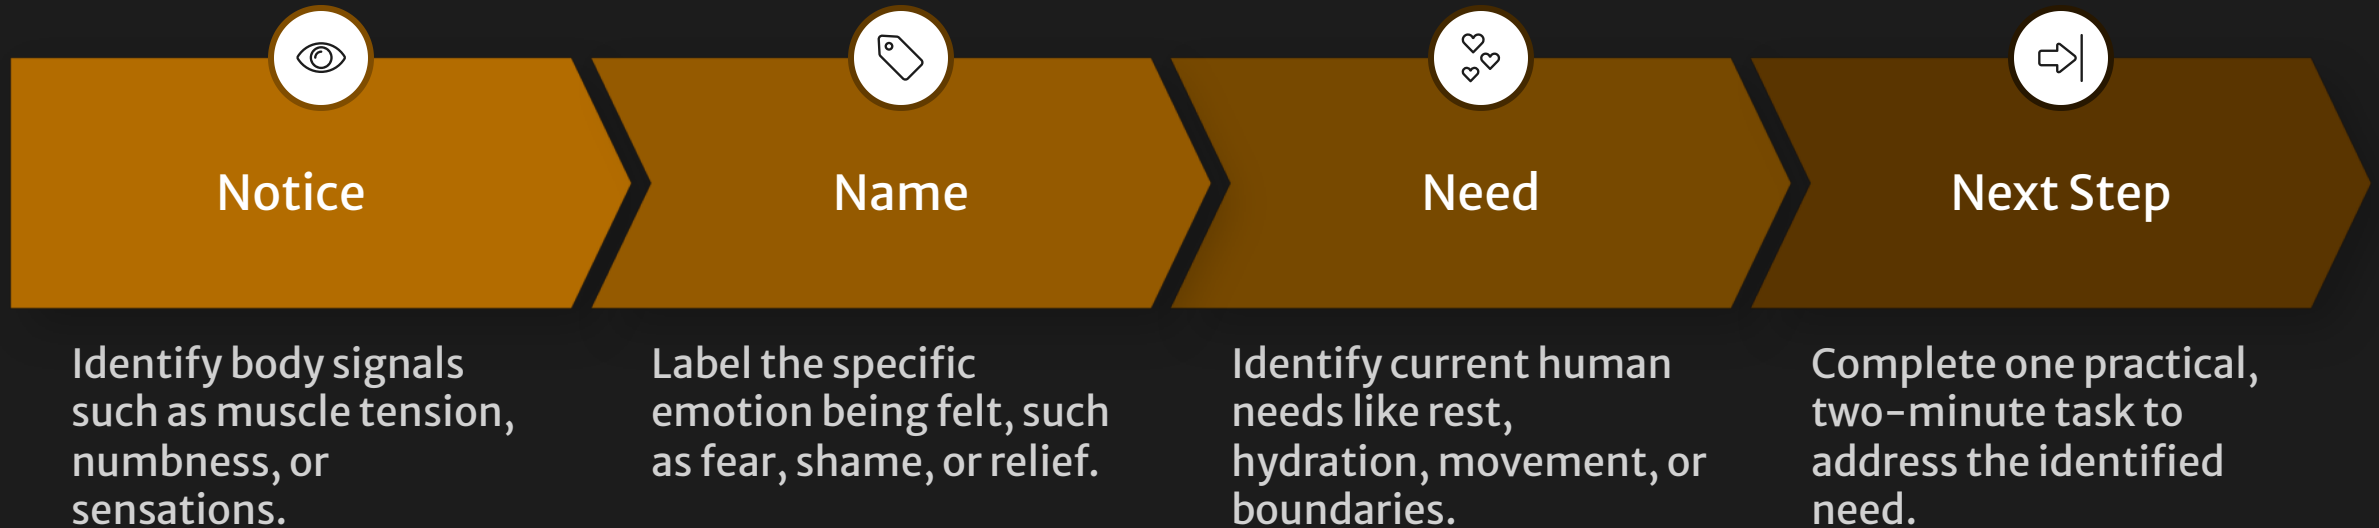 Notice
Identify body signals
such as muscle tension,
numbness, or
sensations.
Name
Label the specific
emotion being felt, such
as fear, shame, or relief.
Need
Identify current human
needs like rest,
hydration, movement, or
boundaries.
Next Step
Complete one practical,
two-minute task to
address the identified
need.